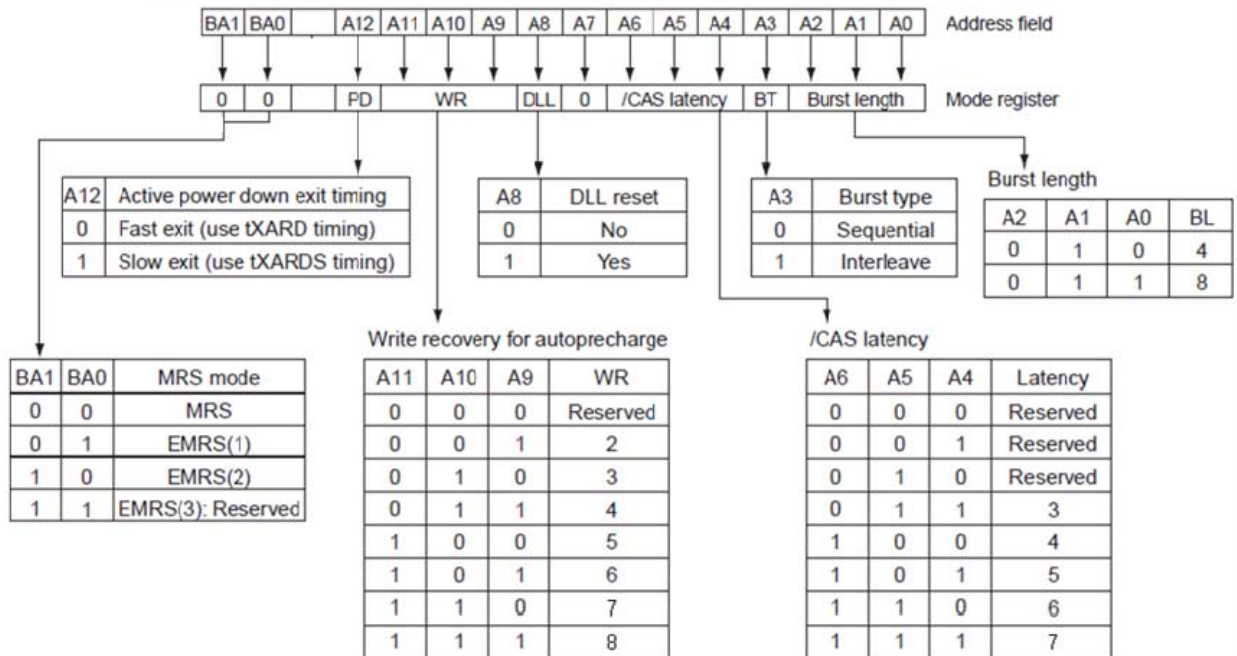 BA1 BA0 A12 A11 A10 A9 A8 A7 A6 A5 A4 A3 A2 A1 A0 Address field
0 0 PD WR DLL 0 /CAS latency BT Burst length Mode register
A12 Active power down exit timing
0 Fast exit (use tXARD timing)
1 Slow exit (use tXARDS timing)
A8 DLL reset
0 No
1 Yes
A3 Burst type
0 Sequential
1 Interleave
Burst length
A2 A1 A0 BL
0 1 0 4
0 1 1 8
BA1 BA0 MRS mode
0 0 MRS
0 1 EMRS(1)
1 0 EMRS(2)
1 1 EMRS(3): Reserved
Write recovery for autoprecharge
A11 A10 A9 WR
0 0 0 Reserved
0 0 1 2
0 1 0 3
0 1 1 4
1 0 0 5
1 0 1 6
1 1 0 7
1 1 1 8
/CAS latency
A6 A5 A4 Latency
0 0 0 Reserved
0 0 1 Reserved
0 1 0 Reserved
0 1 1 3
1 0 0 4
1 0 1 5
1 1 0 6
1 1 1 7